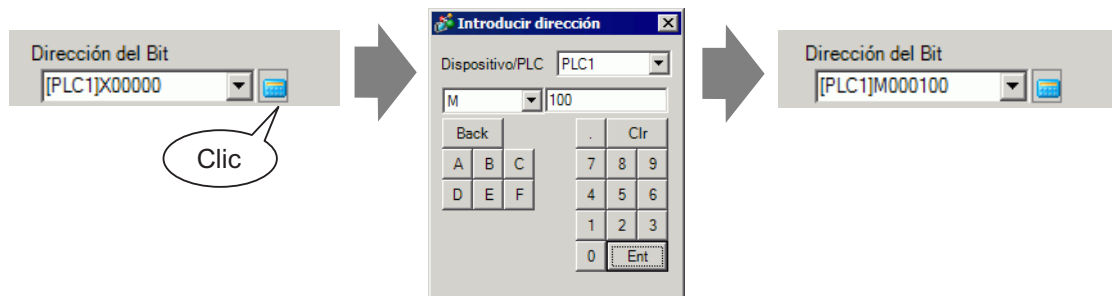 Dirección del Bit
[PLC1]X00000
Clic
Introducir dirección
Dispositivo/PLC PLC1
M 100
Back . Clr
A B C 7 8 9
D E F 4 5 6
1 2 3
0 Ent
Dirección del Bit
[PLC1]M000100